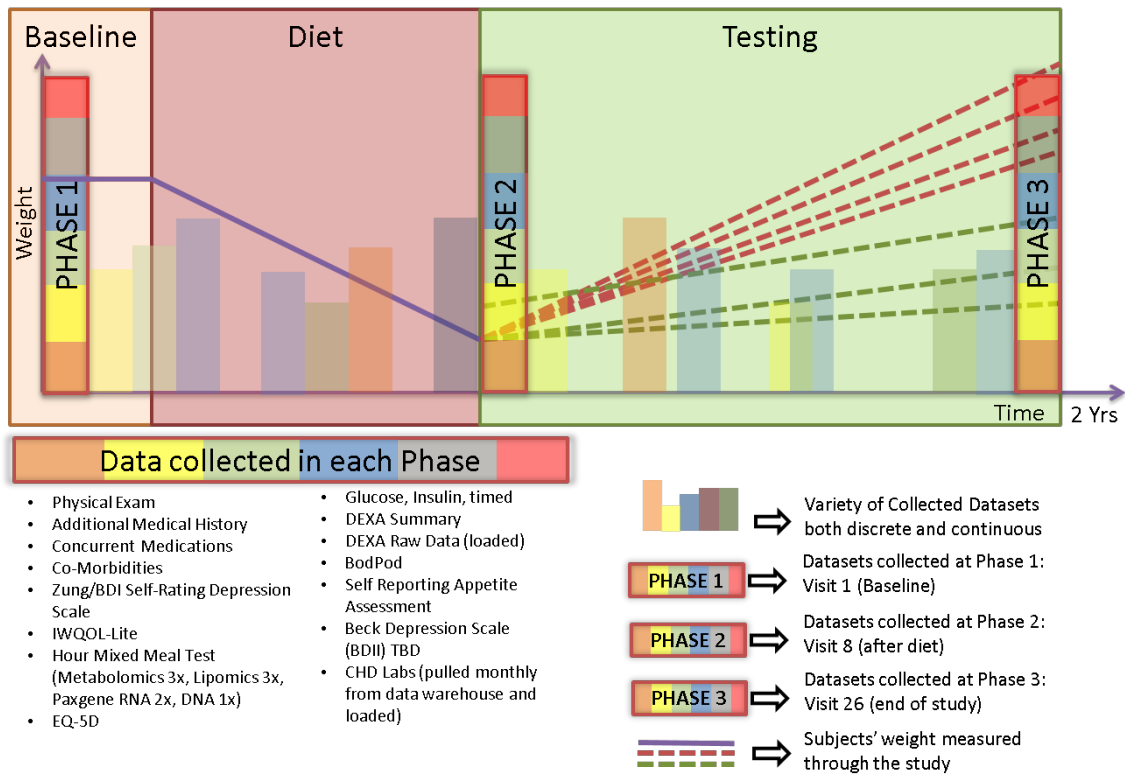 Baseline
Diet
Testing
Weight
PHASE 1
PHASE 2
PHASE 3
Time
2 Yrs
Data collected in each Phase
• Physical Exam
• Additional Medical History
• Concurrent Medications
• Co-Morbidities
• Zung/BDI Self-Rating Depression
Scale
• IWQOL-Lite
• Hour Mixed Meal Test
(Metabolomics 3x, Lipomics 3x,
Paxgene RNA 2x, DNA 1x)
• EQ-5D
• Glucose, Insulin, timed
• DEXA Summary
• DEXA Raw Data (loaded)
• BodPod
• Self Reporting Appetite
Assessment
• Beck Depression Scale
(BDII) TBD
• CHD Labs (pulled monthly
from data warehouse and
loaded)
Variety of Collected Datasets
both discrete and continuous
PHASE 1
Datasets collected at Phase 1:
Visit 1 (Baseline)
PHASE 2
Datasets collected at Phase 2:
Visit 8 (after diet)
PHASE 3
Datasets collected at Phase 3:
Visit 26 (end of study)
Subjects' weight measured
through the study